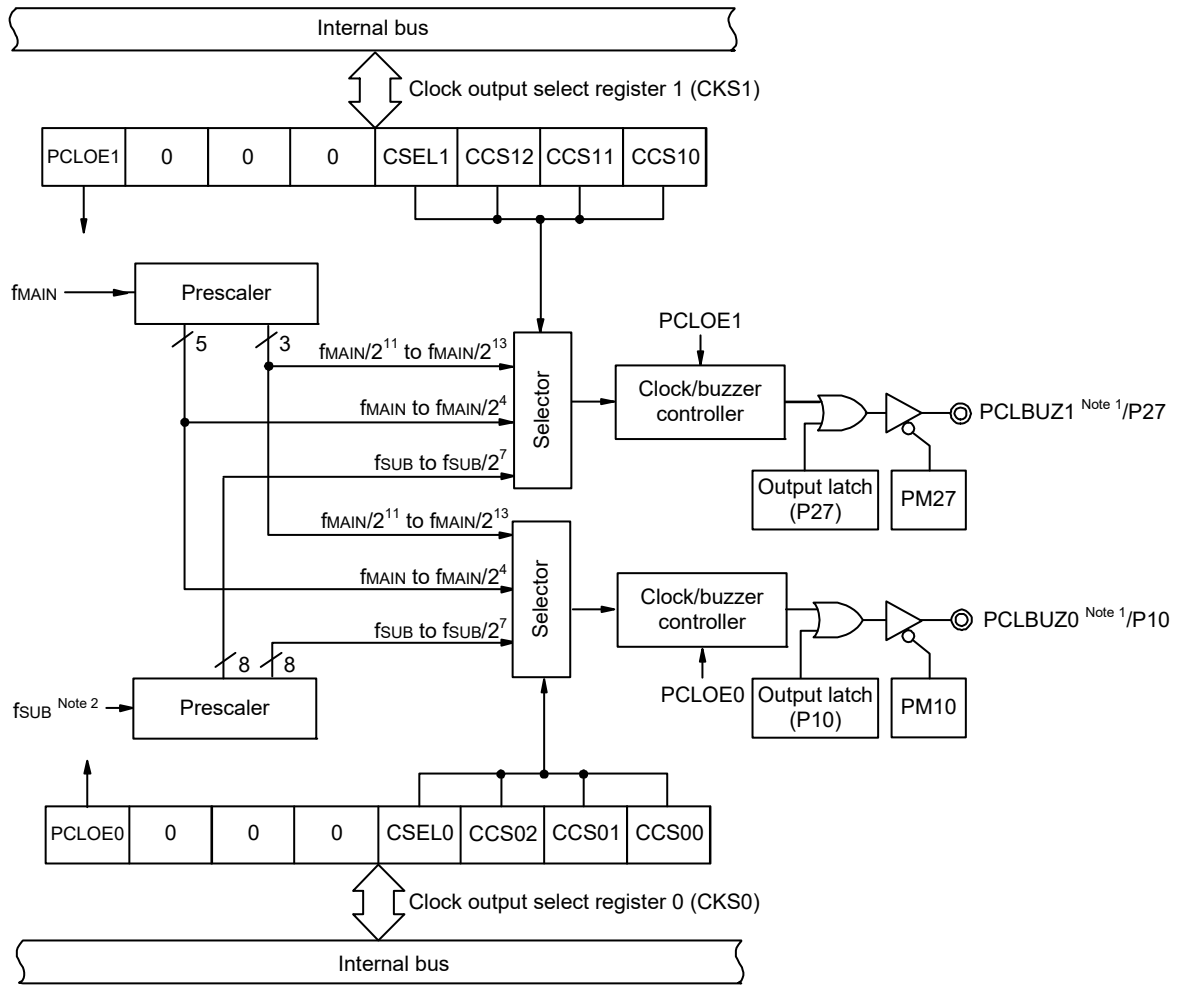 Internal bus
Clock output select register 1 (CKS1)
PCLOE1 0 0 0 CSEL1 CCS12 CCS11 CCS10
fMAIN
Prescaler
5 3
PCLOE1
fMAIN/2^11 to fMAIN/2^13
fMAIN to fMAIN/2^4
fSUB to fSUB/2^7
Selector
Clock/buzzer
controller
PCLBUZ1 Note 1/P27
Output latch
(P27)
PM27
fMAIN/2^11 to fMAIN/2^13
fMAIN to fMAIN/2^4
fSUB to fSUB/2^7
Selector
Clock/buzzer
controller
PCLBUZ0 Note 1/P10
8 8
PCLOE0
Output latch
(P10)
PM10
fSUB Note 2
Prescaler
PCLOE0 0 0 0 CSEL0 CCS02 CCS01 CCS00
Clock output select register 0 (CKS0)
Internal bus